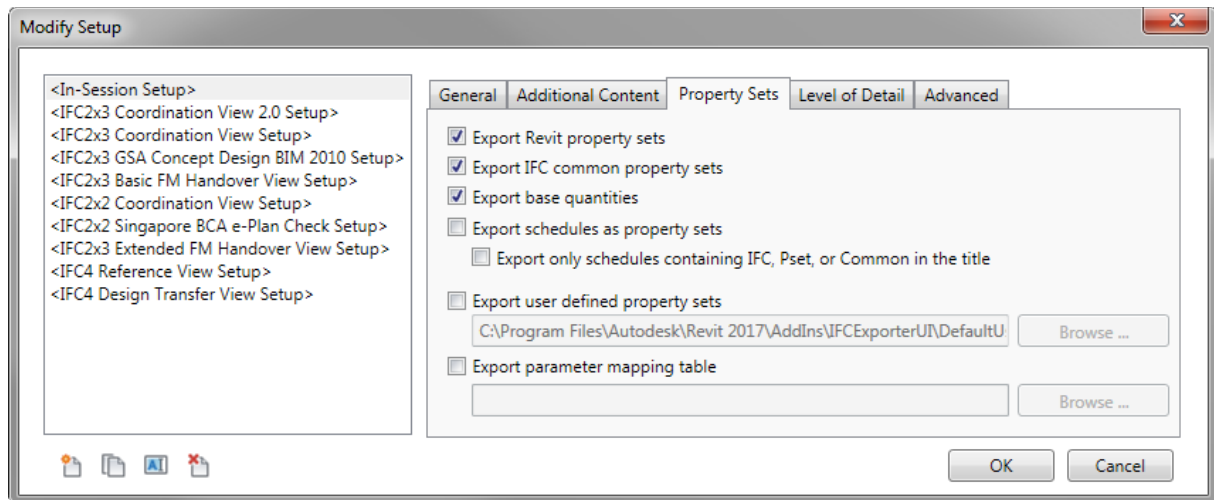 Modify Setup
<In-Session Setup>
<IFC2x3 Coordination View 2.0 Setup>
<IFC2x3 Coordination View Setup>
<IFC2x3 GSA Concept Design BIM 2010 Setup>
<IFC2x3 Basic FM Handover View Setup>
<IFC2x2 Coordination View Setup>
<IFC2x2 Singapore BCA e-Plan Check Setup>
<IFC2x3 Extended FM Handover View Setup>
<IFC4 Reference View Setup>
<IFC4 Design Transfer View Setup>
General Additional Content Property Sets Level of Detail Advanced
Export Revit property sets
Export IFC common property sets
Export base quantities
Export schedules as property sets
Export only schedules containing IFC, Pset, or Common in the title
Export user defined property sets
C:\Program Files\Autodesk\Revit 2017\AddIns\IFCExporterUI\DefaultU
Browse ...
Export parameter mapping table
Browse ...
AI
OK Cancel